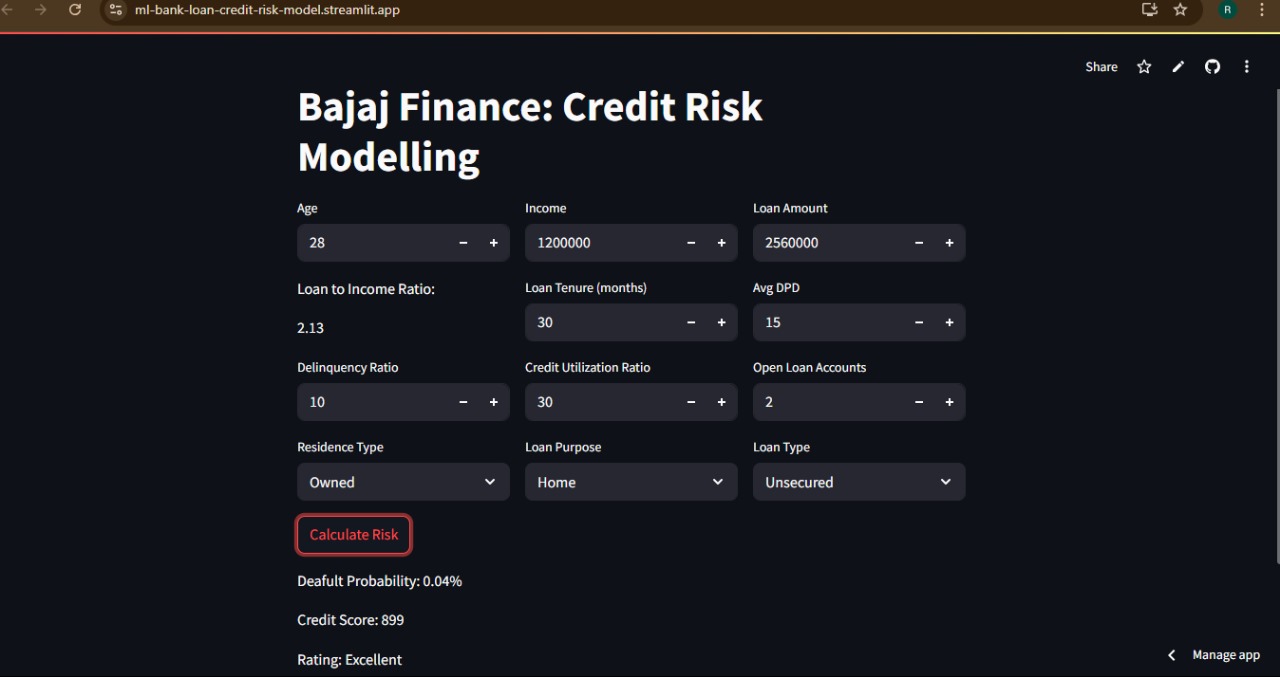 ml-bank-loan-credit-risk-model.streamlit.app
R
Share
Bajaj Finance: Credit Risk
Modelling
Age
Income
Loan Amount
28
1200000
2560000
Loan to Income Ratio:
Loan Tenure (months)
Avg DPD
2.13
30
15
Delinquency Ratio
Credit Utilization Ratio
Open Loan Accounts
10
30
2
Residence Type
Loan Purpose
Loan Type
Owned
Home
Unsecured
Calculate Risk
Deafult Probability: 0.04%
Credit Score: 899
Rating: Excellent
Manage app